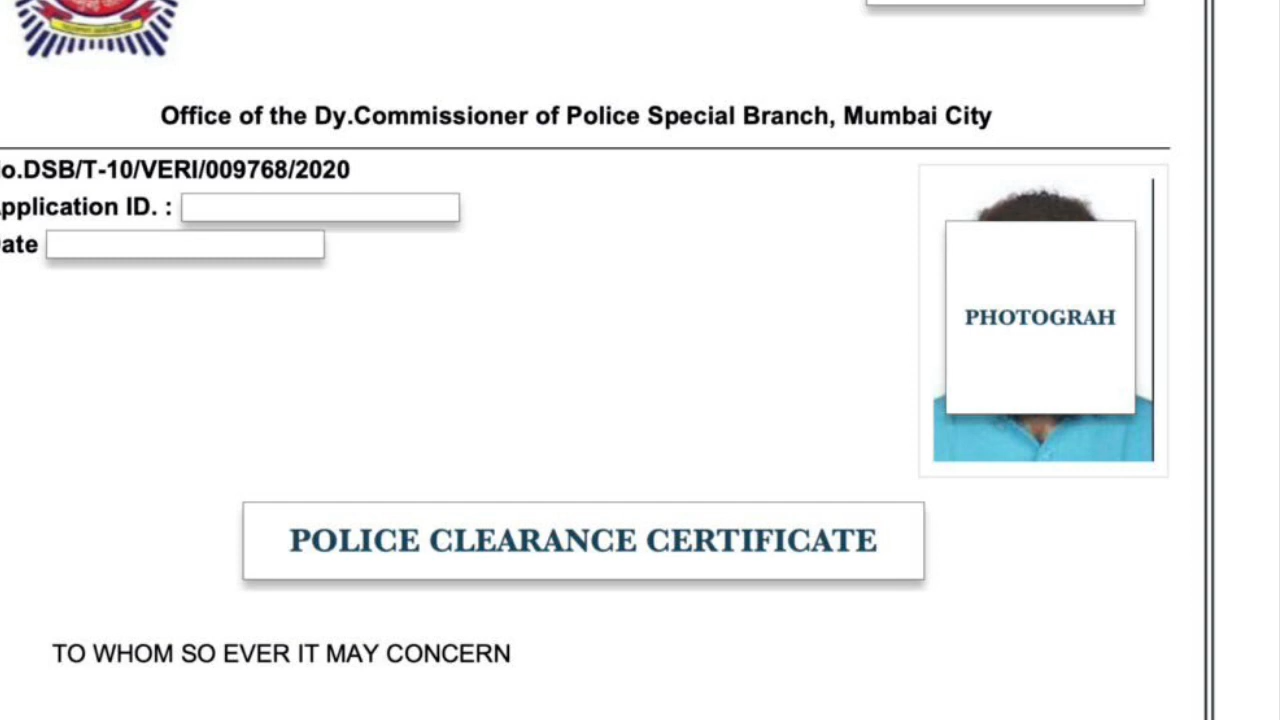 Office of the Dy.Commissioner of Police Special Branch, Mumbai City
o.DSB/T-10/VERI/009768/2020
pplication ID. :
ate
PHOTOGRAH
POLICE CLEARANCE CERTIFICATE
TO WHOM SO EVER IT MAY CONCERN